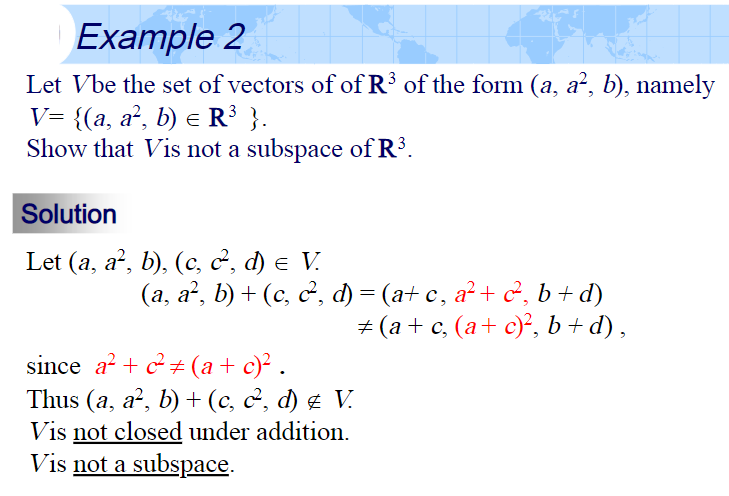 Example 2
Let V be the set of vectors of of R³ of the form (a, a², b), namely
V= {(a, a², b) ∈ R³ }.
Show that V is not a subspace of R³.
Solution
Let (a, a², b), (c, c², d) ∈ V.
(a, a², b) + (c, c², d) = (a+ c, a² + c², b + d)
≠ (a + c, (a + c)², b + d) ,
since a² + c² ≠ (a + c)² .
Thus (a, a², b) + (c, c², d) ∉ V.
V is not closed under addition.
V is not a subspace.